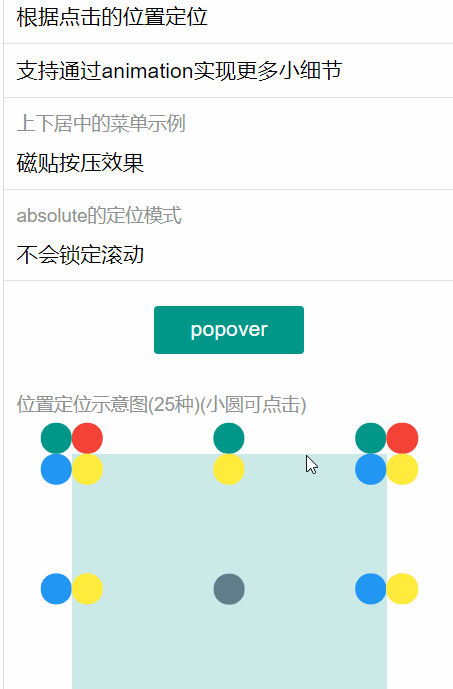 根据点击的位置定位
支持通过animation实现更多小细节
上下居中的菜单示例
磁贴按压效果
absolute的定位模式
不会锁定滚动
popover
位置定位示意图(25种)(小圆可点击)